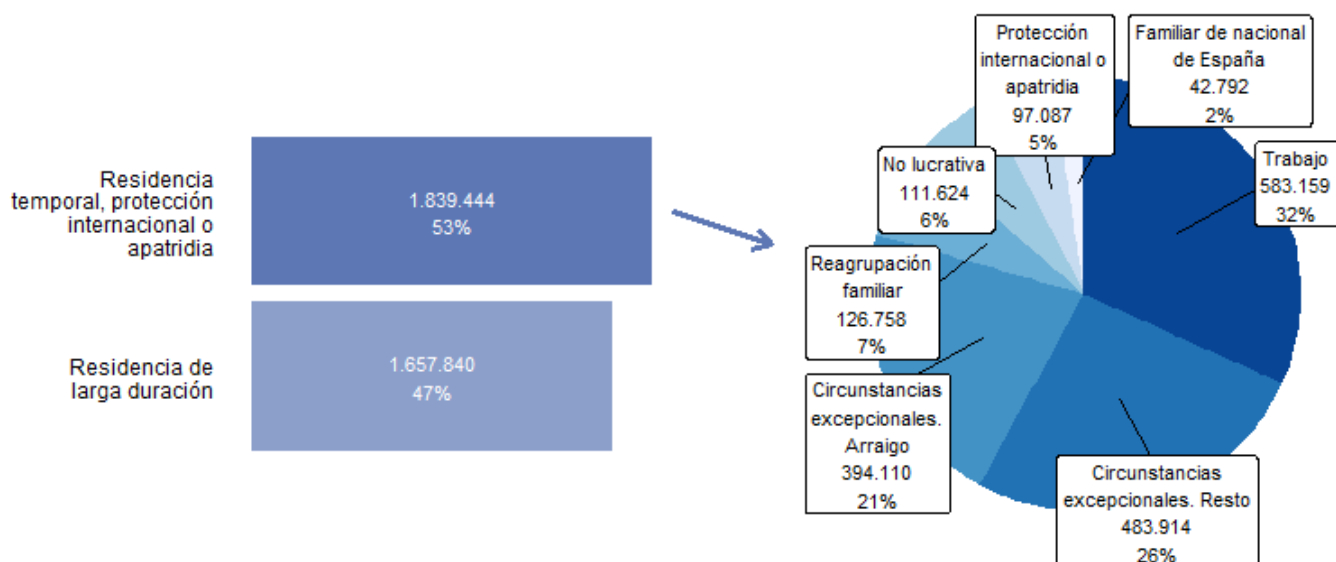 Residencia
temporal, protección
internacional o
apatridia
1.839.444
53%
Residencia de
larga duración
1.657.840
47%
Protección
internacional o
apatridia
97.087
5%
Familiar de nacional
de España
42.792
2%
No lucrativa
111.624
6%
Trabajo
583.159
32%
Reagrupación
familiar
126.758
7%
Circunstancias
excepcionales.
Arraigo
394.110
21%
Circunstancias
excepcionales. Resto
483.914
26%